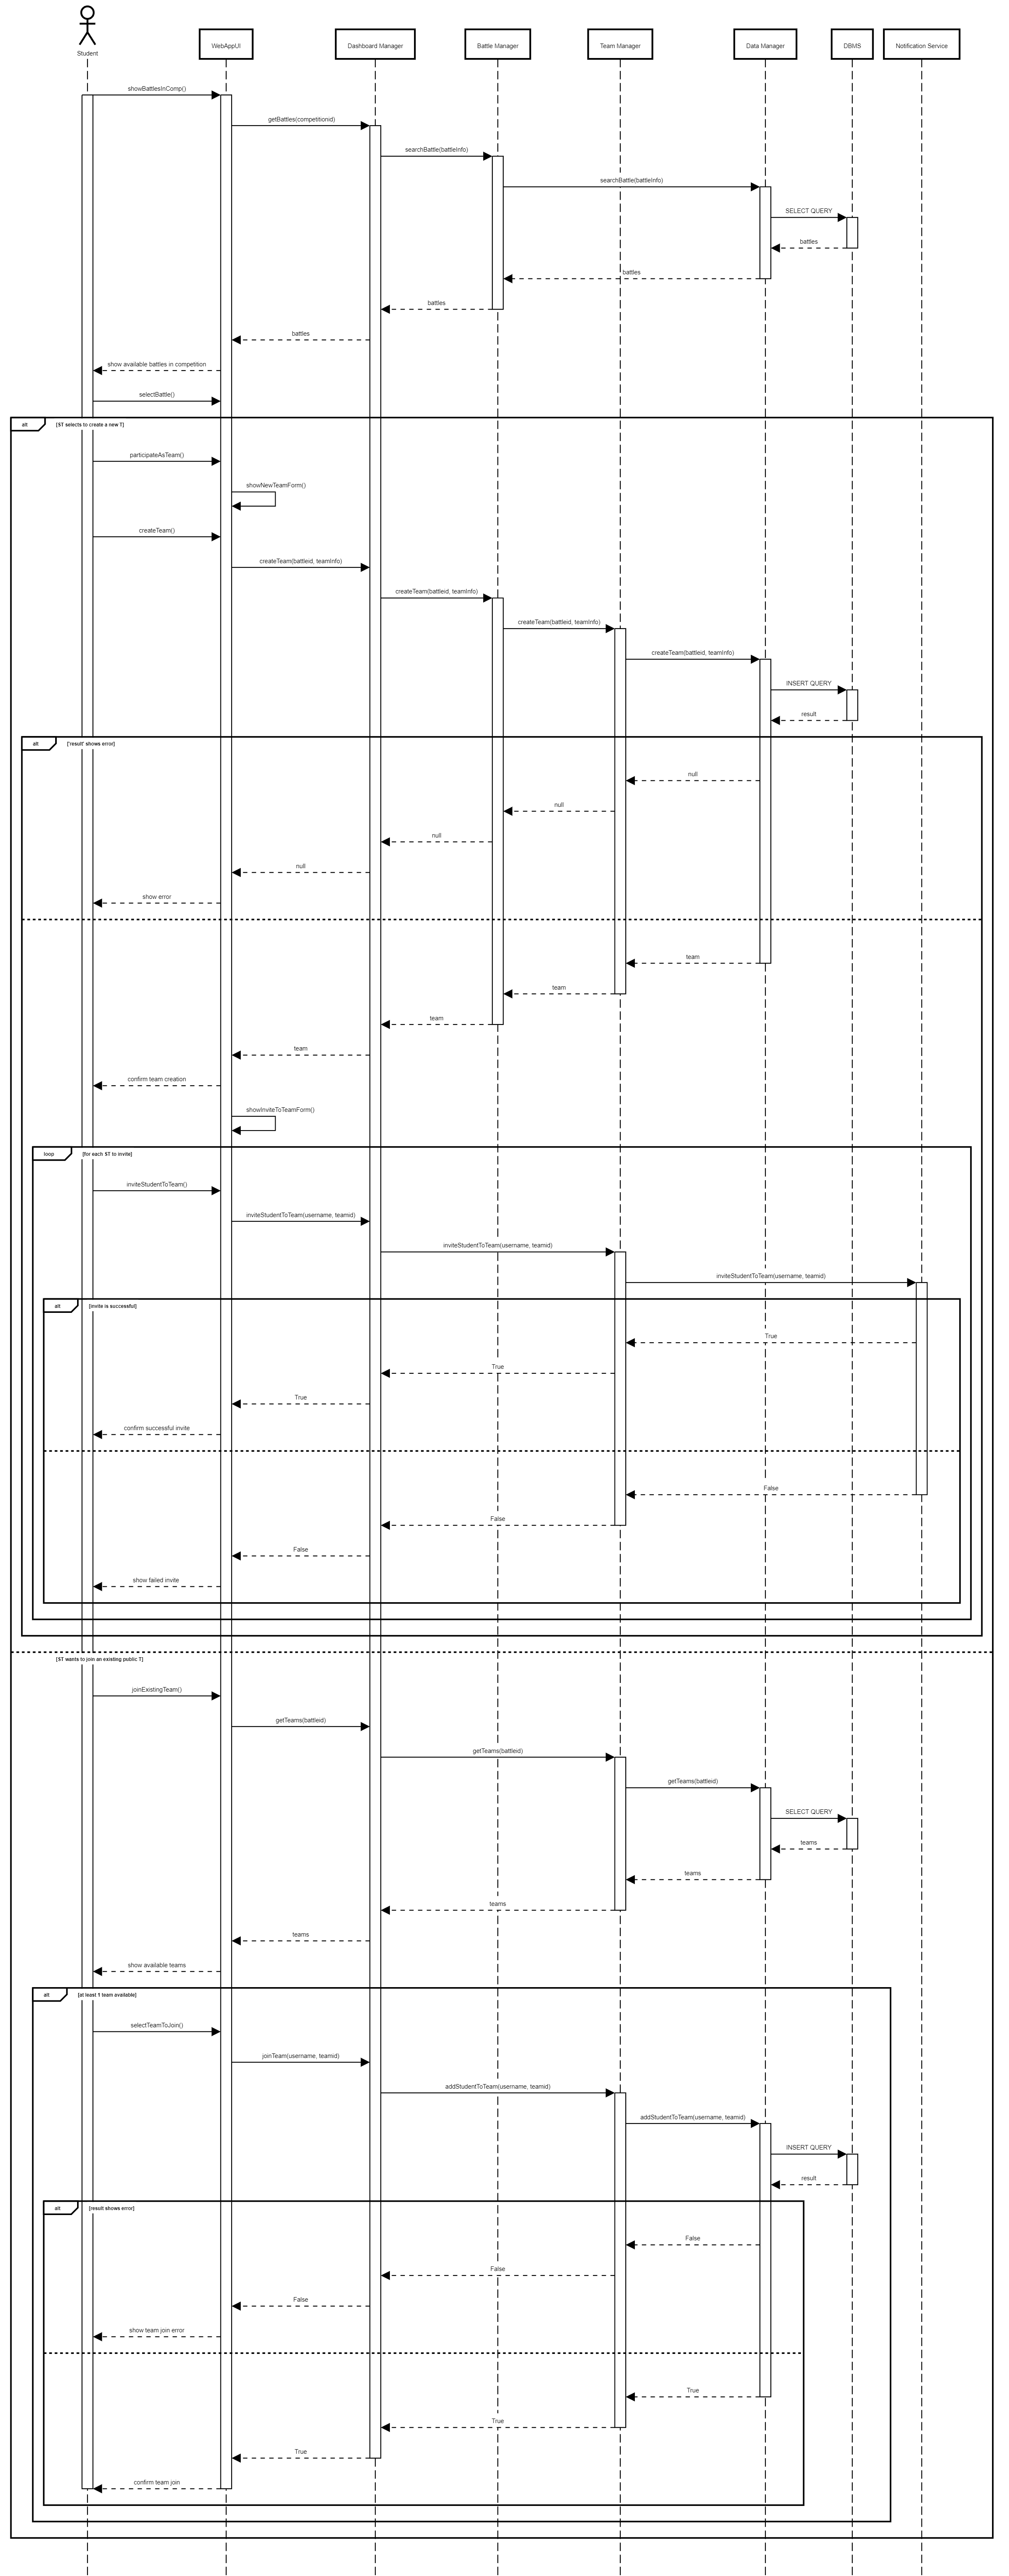 Student
WebAppUI
Dashboard Manager
Battle Manager
Team Manager
Data Manager
DBMS
Notification Service
showBattlesInComp()
getBattles(competitionid)
searchBattle(battleInfo)
searchBattle(battleInfo)
SELECT QUERY
battles
battles
battles
battles
show available battles in competition
selectBattle()
alt
[ST selects to create a new T]
participateAsTeam()
showNewTeamForm()
createTeam()
createTeam(battleid, teamInfo)
createTeam(battleid, teamInfo)
createTeam(battleid, teamInfo)
createTeam(battleid, teamInfo)
INSERT QUERY
result
alt
['result' shows error]
null
null
null
null
show error
team
team
team
team
confirm team creation
showInviteToTeamForm()
loop
[for each ST to invite]
inviteStudentToTeam()
inviteStudentToTeam(username, teamid)
inviteStudentToTeam(username, teamid)
inviteStudentToTeam(username, teamid)
alt
[invite is successful]
True
True
True
confirm successful invite
False
False
False
show failed invite
[ST wants to join an existing public T]
joinExistingTeam()
getTeams(battleid)
getTeams(battleid)
getTeams(battleid)
SELECT QUERY
teams
teams
teams
teams
show available teams
alt
[at least 1 team available]
selectTeamToJoin()
joinTeam(username, teamid)
addStudentToTeam(username, teamid)
addStudentToTeam(username, teamid)
INSERT QUERY
result
alt
[result shows error]
False
False
False
show team join error
True
True
True
confirm team join